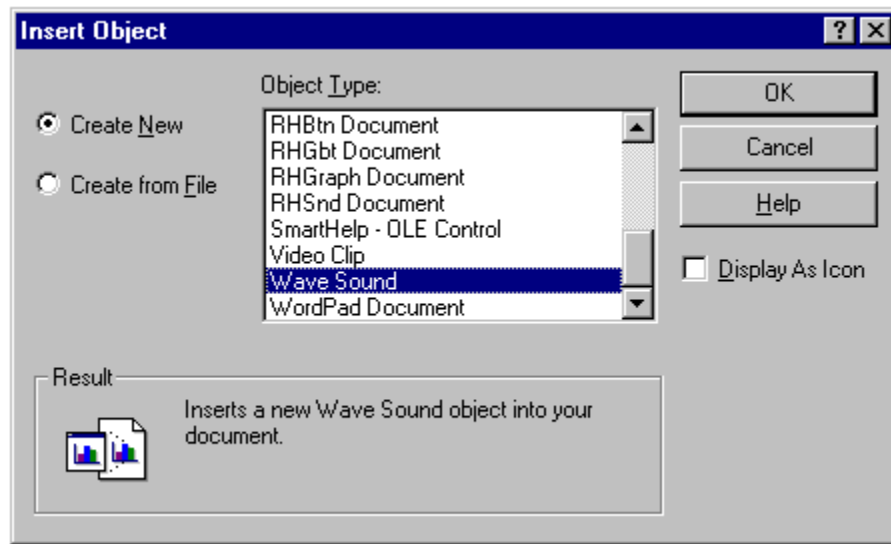 Insert Object
Create New
Create from File
Object Type:
RHBtn Document
RHGbt Document
RHGraph Document
RHSnd Document
SmartHelp - OLE Control
Video Clip
Wave Sound
WordPad Document
OK
Cancel
Help
Display As Icon
Result
Inserts a new Wave Sound object into your
document.